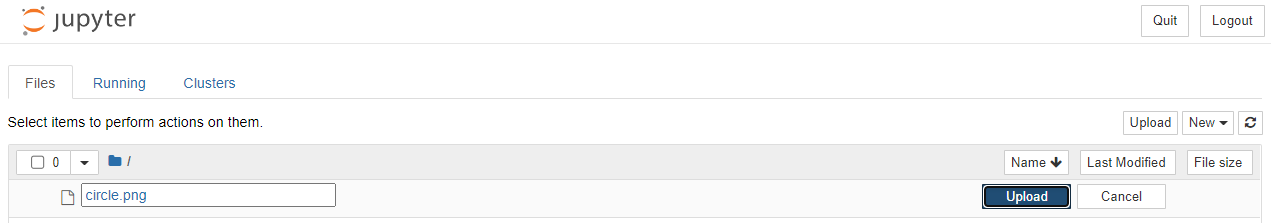 jupyter
Quit Logout
Files Running Clusters
Select items to perform actions on them.
Upload New
0 / Name Last Modified File size
circle.png Upload Cancel